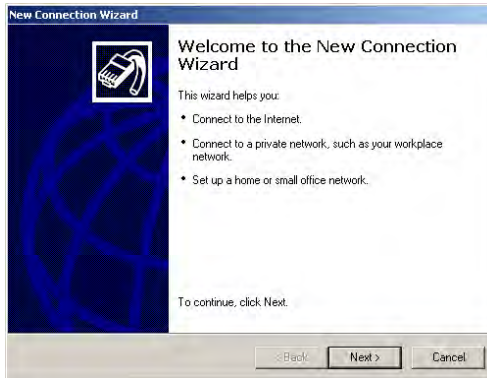 New Connection Wizard
Welcome to the New Connection
Wizard
This wizard helps you:
• Connect to the Internet.
• Connect to a private network, such as your workplace
network.
• Set up a home or small office network.
To continue, click Next.
< Back
Next >
Cancel